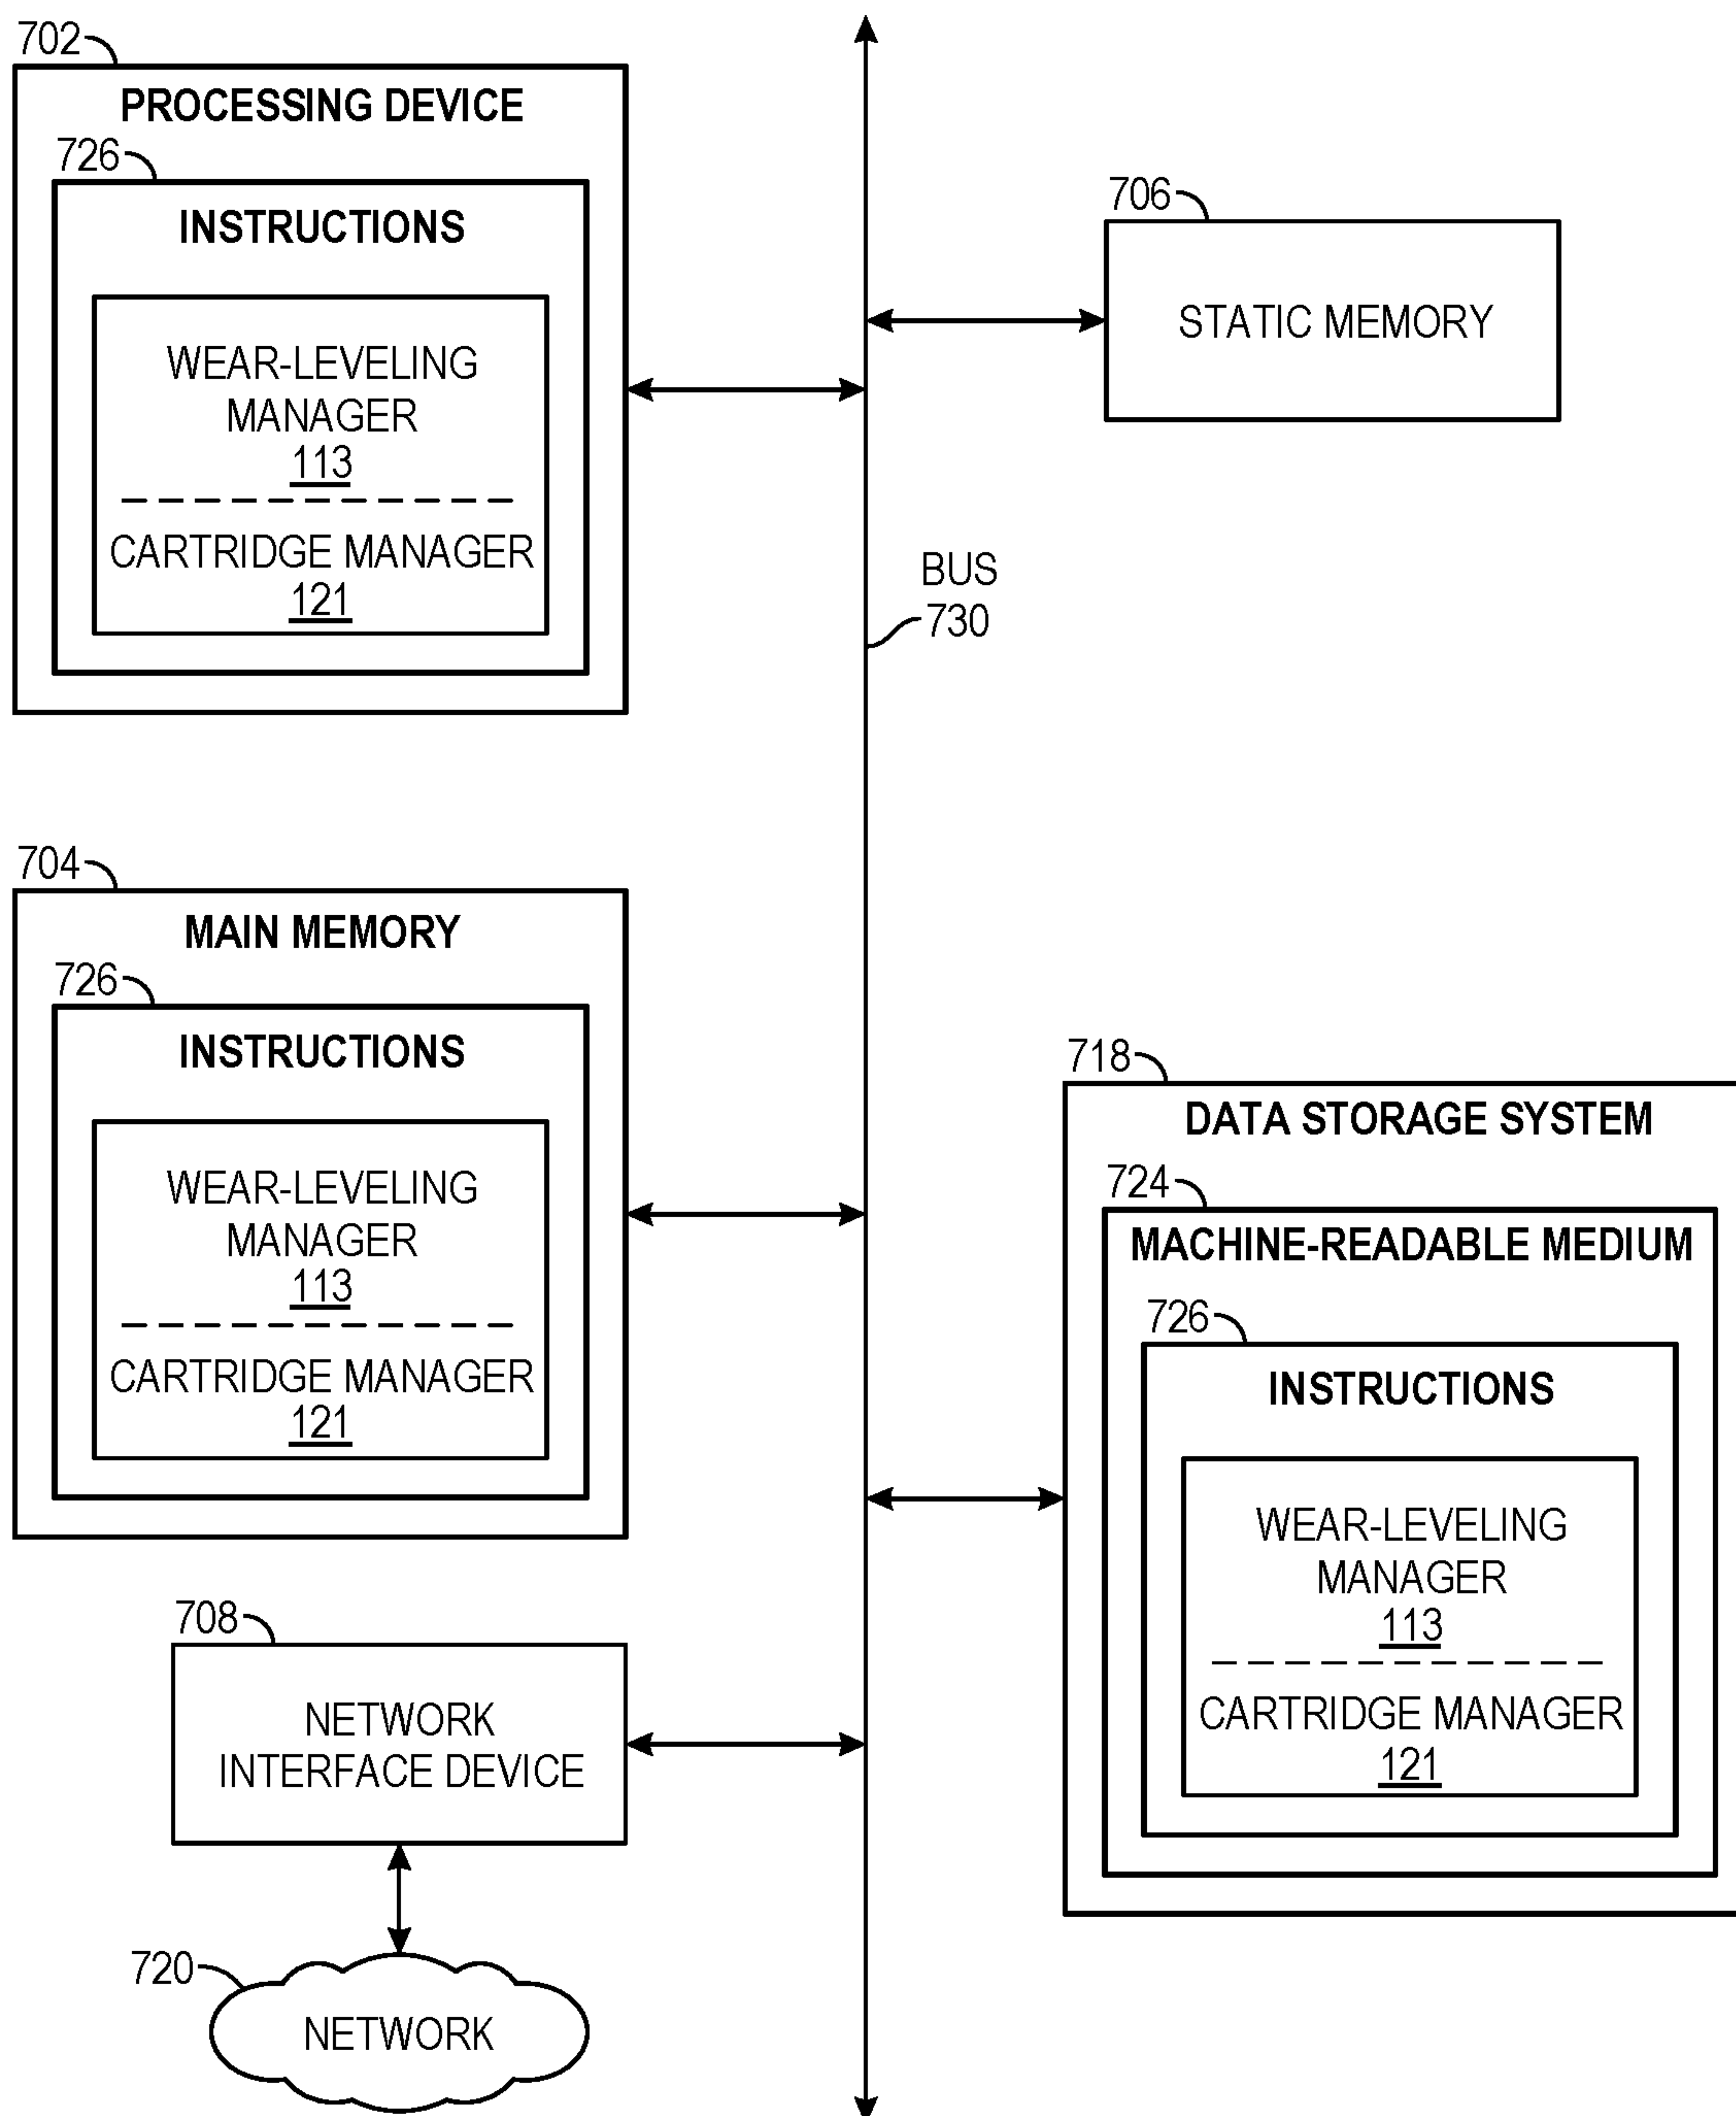 702
PROCESSING DEVICE
726
INSTRUCTIONS
WEAR-LEVELING
MANAGER
113
CARTRIDGE MANAGER
121
706
STATIC MEMORY
BUS
730
704
MAIN MEMORY
726
INSTRUCTIONS
WEAR-LEVELING
MANAGER
113
CARTRIDGE MANAGER
121
718
DATA STORAGE SYSTEM
724
MACHINE-READABLE MEDIUM
726
INSTRUCTIONS
WEAR-LEVELING
MANAGER
113
CARTRIDGE MANAGER
121
708
NETWORK
INTERFACE DEVICE
720
NETWORK